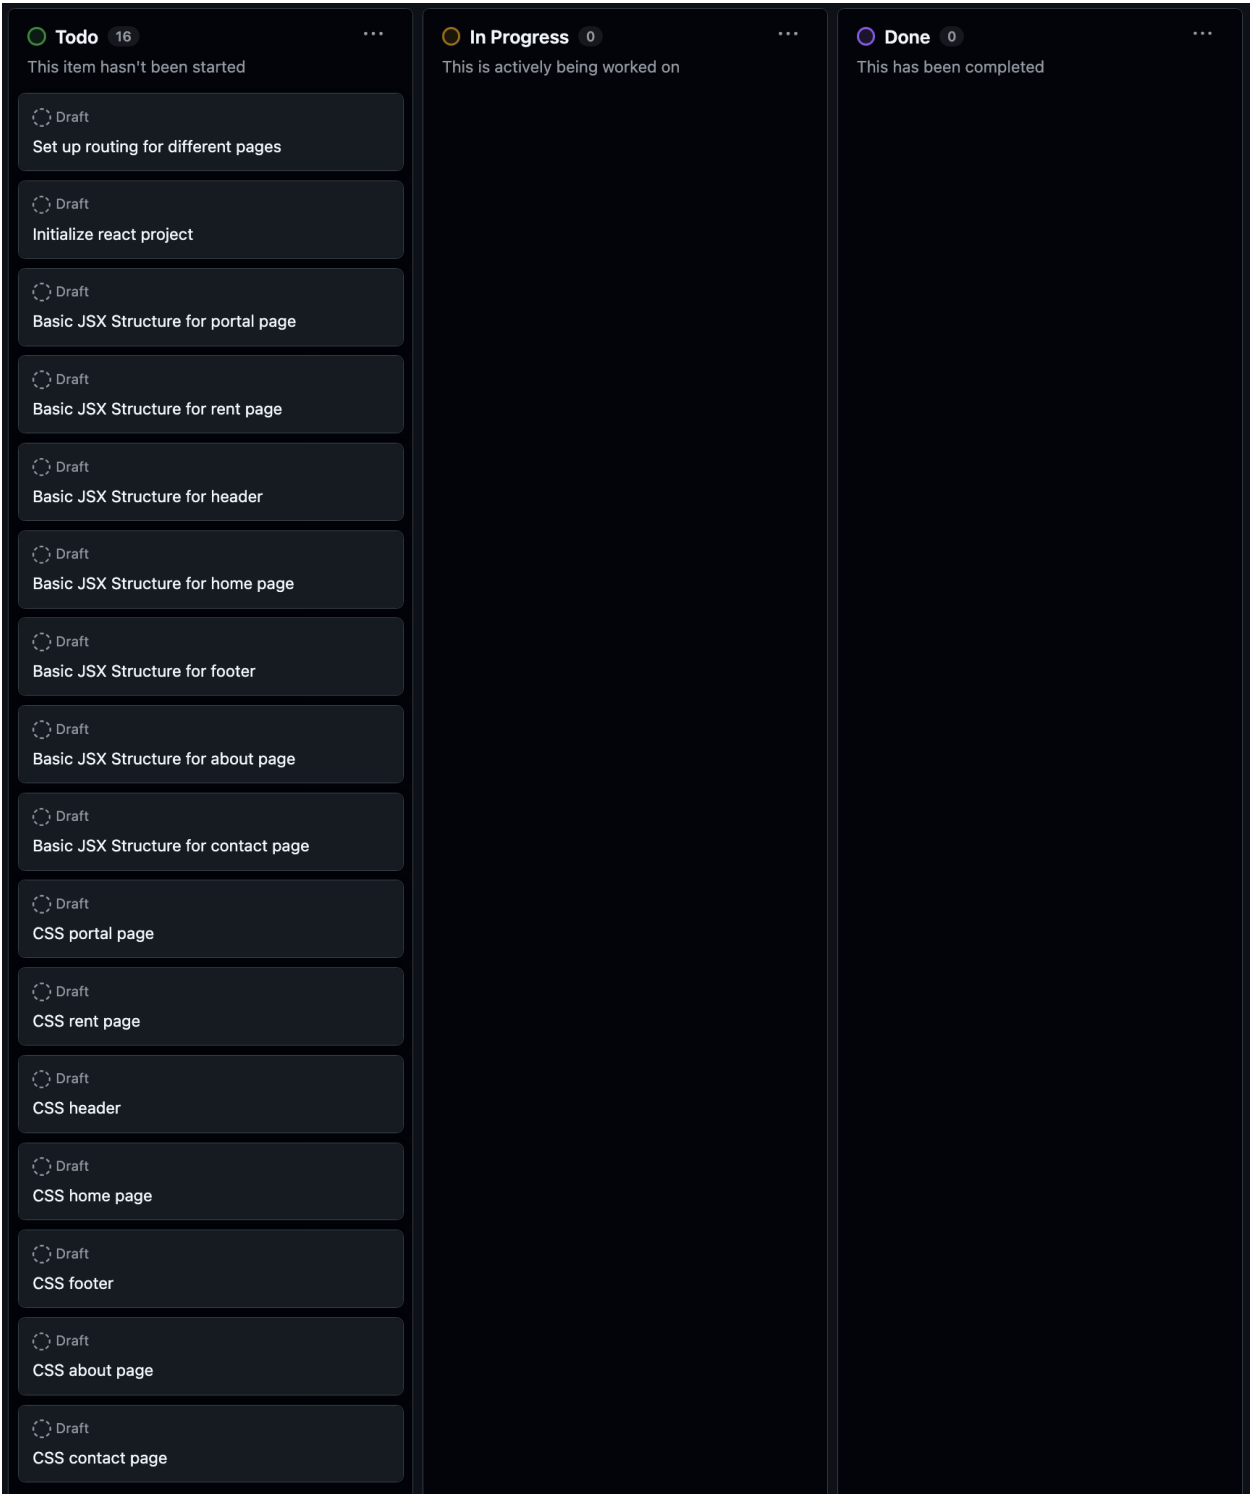 Todo 16
This item hasn't been started
Draft
Set up routing for different pages
Draft
Initialize react project
Draft
Basic JSX Structure for portal page
Draft
Basic JSX Structure for rent page
Draft
Basic JSX Structure for header
Draft
Basic JSX Structure for home page
Draft
Basic JSX Structure for footer
Draft
Basic JSX Structure for about page
Draft
Basic JSX Structure for contact page
Draft
CSS portal page
Draft
CSS rent page
Draft
CSS header
Draft
CSS home page
Draft
CSS footer
Draft
CSS about page
Draft
CSS contact page
In Progress 0
This is actively being worked on
Done 0
This has been completed